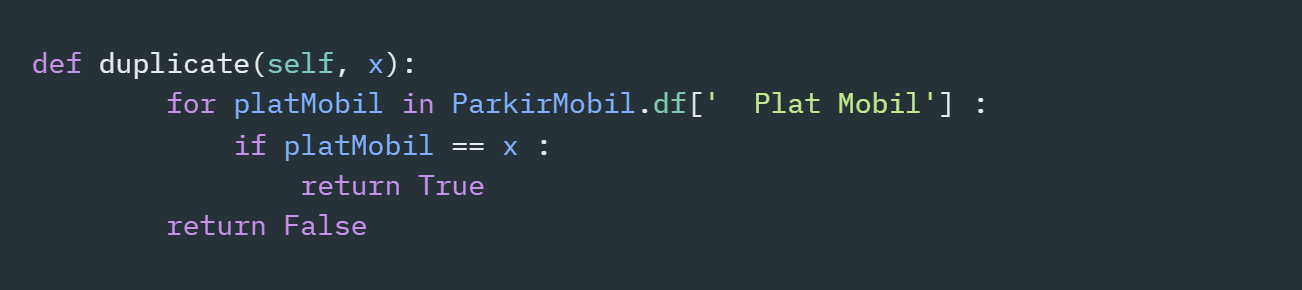 def duplicate(self, x):
        for platMobil in ParkirMobil.df['  Plat Mobil'] :
            if platMobil == x :
                return True
        return False